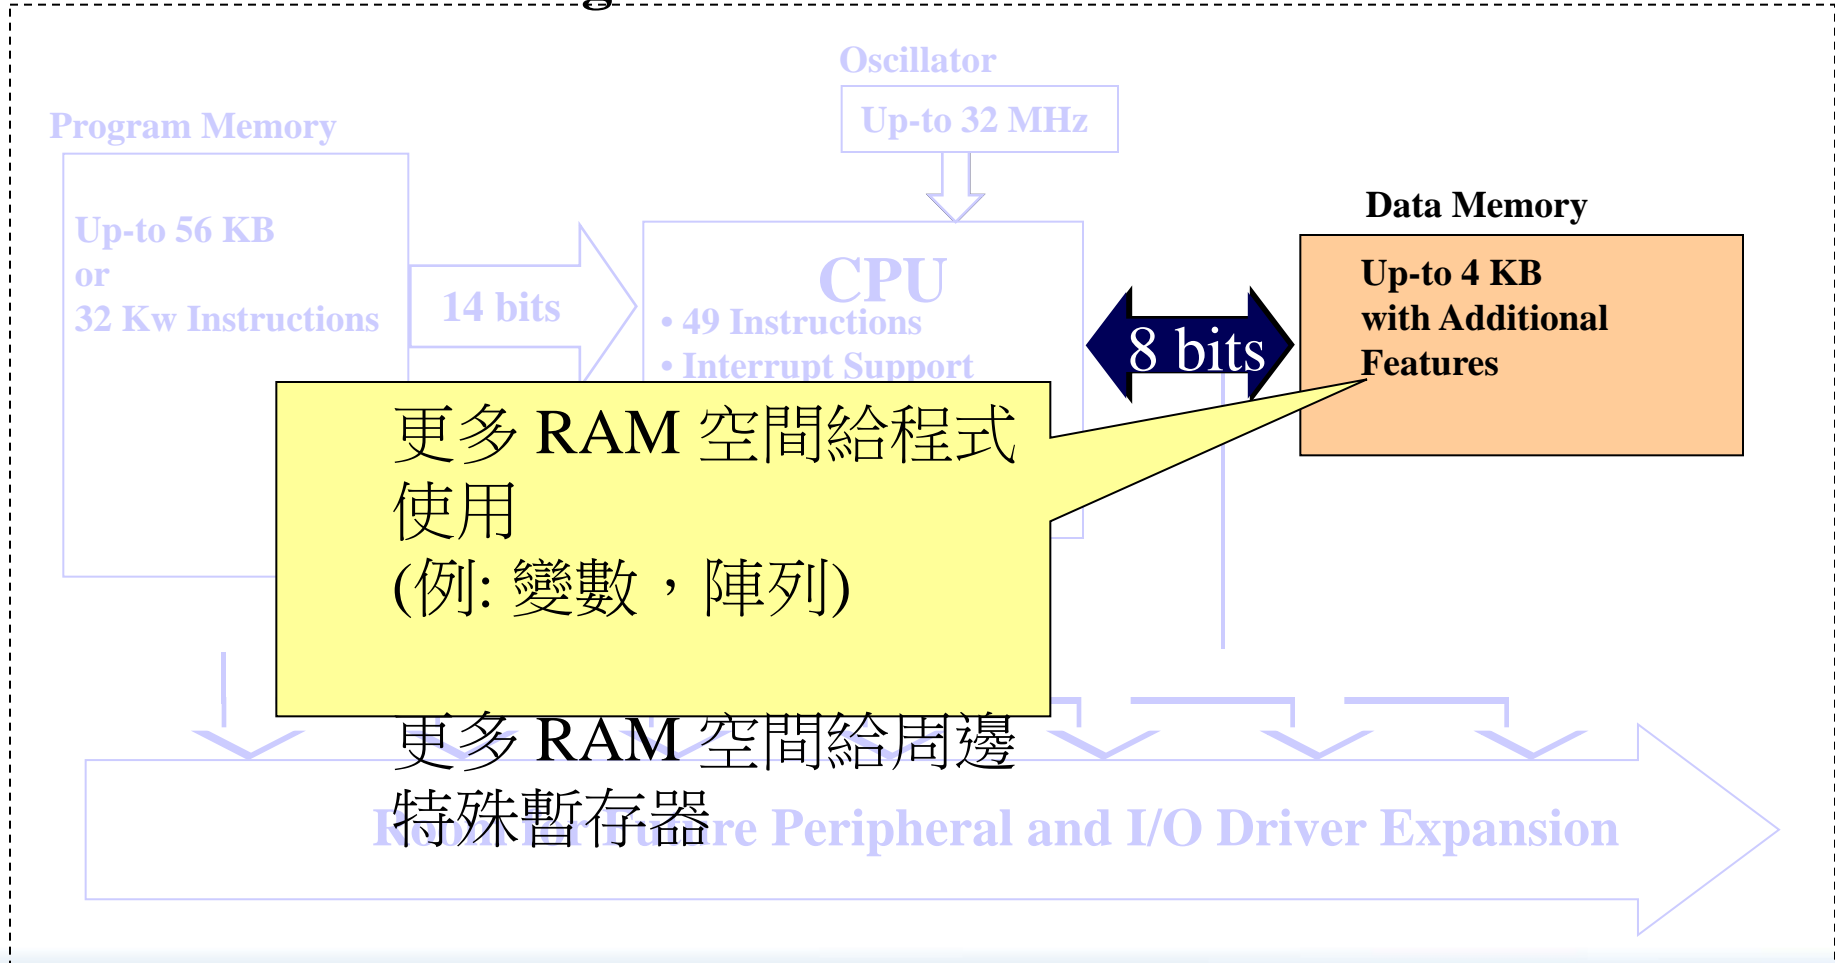 Oscillator
Up-to 32 MHz
Program Memory
Up-to 56 KB
or
32 Kw Instructions
14 bits
CPU
• 49 Instructions
• Interrupt Support
8 bits
Data Memory
Up-to 4 KB
with Additional
Features
更多 RAM 空間給程式
使用
(例: 變數，陣列)
更多 RAM 空間給周邊
特殊暫存器
Room for Future Peripheral and I/O Driver Expansion